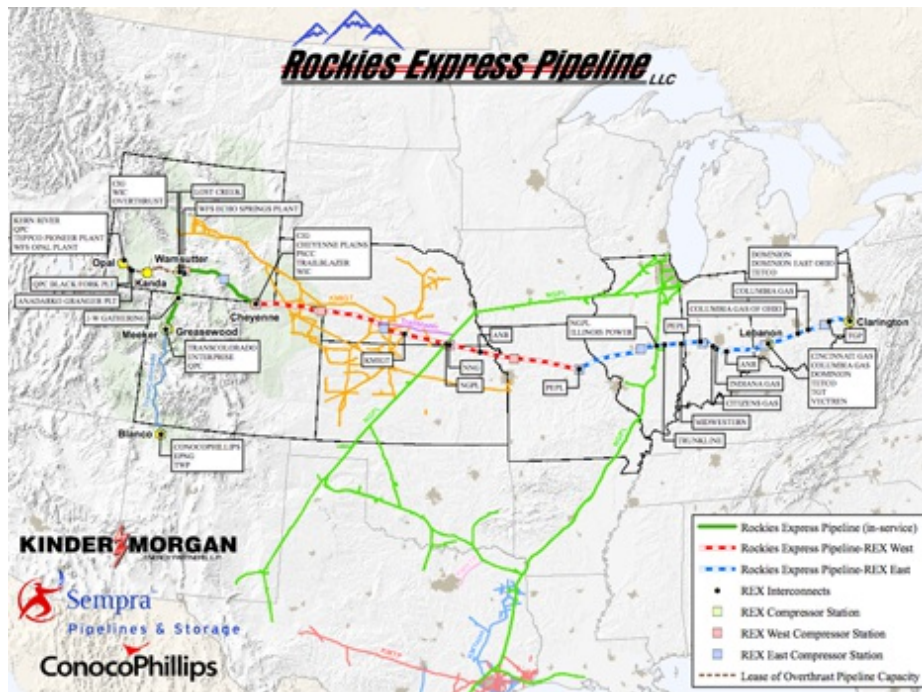 Rockies Express Pipeline LLC
CIG
WIC
OVERTHRUST
LOST CREEK
WFS ECHO SPRINGS PLANT
KERN RIVER
QPC
TEPPCO PIONEER PLANT
WFS OPAL PLANT
CIG
CHEYENNE PLAINS
PSCC
TRAILBLAZER
WIC
Opal
Wamsutter
Kanda
QPC BLACK FORK PLT
ANADARKO GRANGER PLT
J-W GATHERING
Cheyenne
Meeker
Greasewood
TRANSCOLORADO
ENTERPRISE
QPC
Blanco
CONOCOPHILLIPS
EPNG
TWP
KMIGT
KMIGT
NNG
NGPL
ANR
PEPL
NGPL
NGPL
ILLINOIS POWER
PEPL
DOMINION
DOMINION EAST OHIO
TETCO
COLUMBIA GAS
COLUMBIA GAS OF OHIO
Lebanon
Clarington
TGP
ANR
INDIANA GAS
CITIZENS GAS
MIDWESTERN
TRUNKLINE
CINCINNATI GAS
COLUMBIA GAS
DOMINION
TETCO
TGT
VECTREN
KINDER MORGAN
ENERGY PARTNERS, L.P.
Sempra
Pipelines & Storage
ConocoPhillips
Rockies Express Pipeline (in-service)
Rockies Express Pipeline-REX West
Rockies Express Pipeline-REX East
REX Interconnects
REX Compressor Station
REX West Compressor Station
REX East Compressor Station
Lease of Overthrust Pipeline Capacity